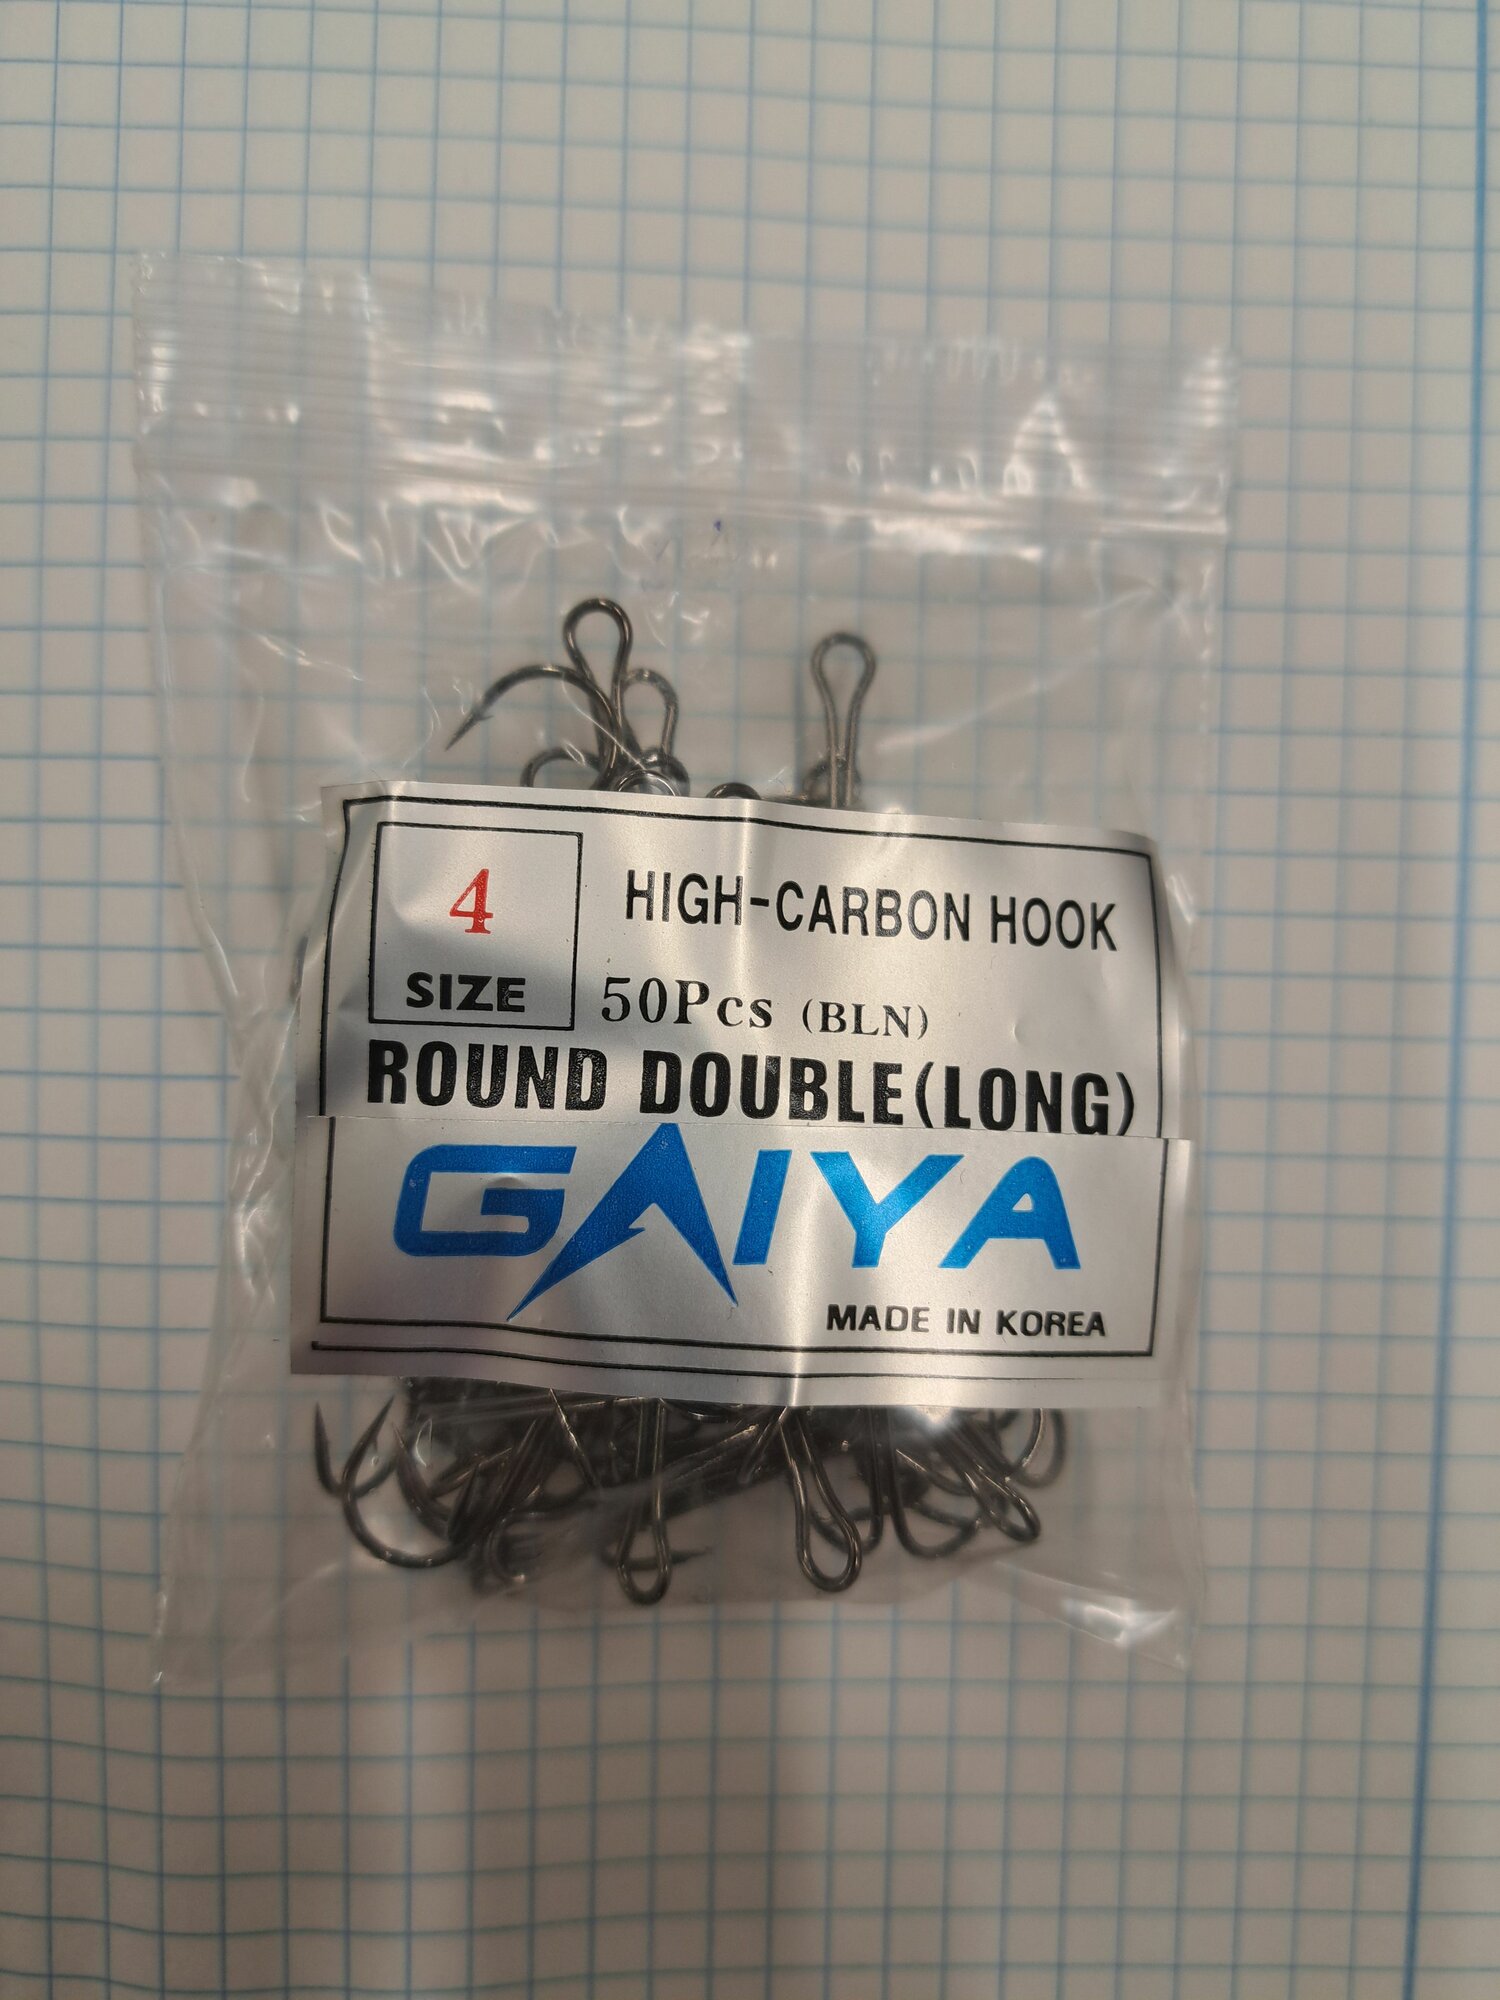 4
SIZE
HIGH-CARBON HOOK
50Pcs (BLN)
ROUND DOUBLE(LONG)
GAIYA
MADE IN KOREA